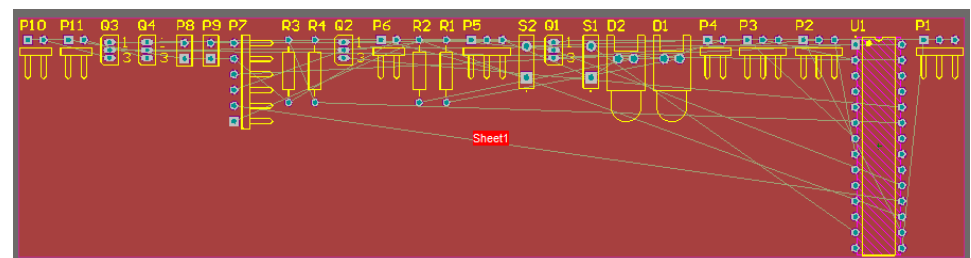 P10 P11 Q3 Q4 P8 P9 P7 R3 R4 Q2 P6 R2 R1 P5 S2 Q1 S1 D2 D1 P4 P3 P2 U1 P1
1 1 1 1
3 3 3 3
Sheet1